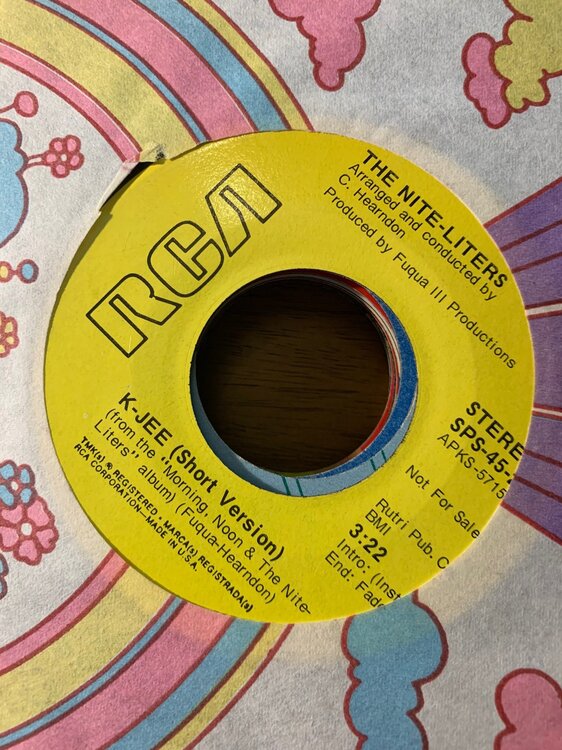 RCA
THE NITE-LITERS
Arranged and conducted by
C. Hearndon
Produced by Fuqua III Productions
STEREO
SPS-45-
APKS-5715
Not For Sale
Rutri Pub.
BMI
3:22
Intro:
End:
K-JEE (Short Version)
(from the "Morning, Noon & The Nite-
Liters" album) (Fuqua-Hearndon)
TMK(s) ® REGISTERED • MARCA(s) REGISTRADA(s)
RCA CORPORATION—MADE IN U.S.A.